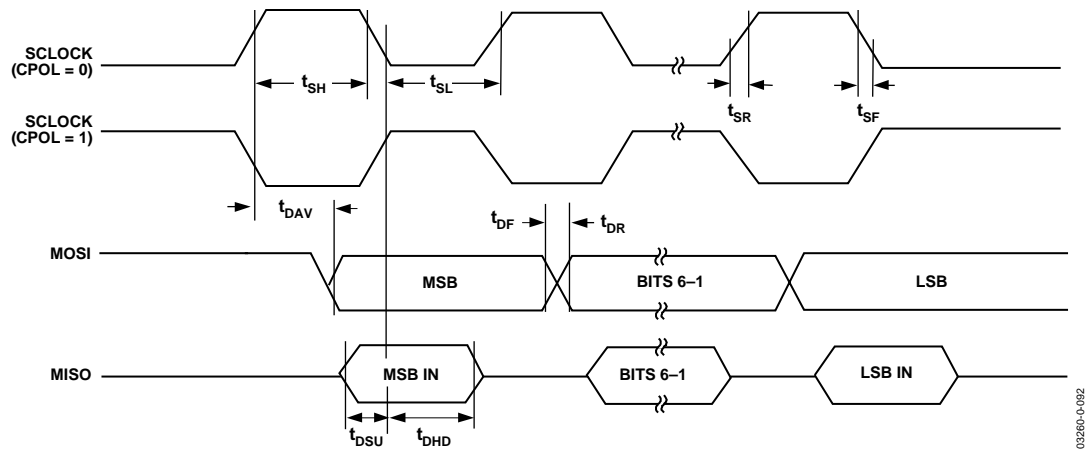 SCLOCK
(CPOL = 0)
tSH
tSL
tSR
tSF
SCLOCK
(CPOL = 1)
tDAV
tDF
tDR
MOSI
MSB
BITS 6–1
LSB
MISO
MSB IN
BITS 6–1
LSB IN
tDSU
tDHD
03260-0-092